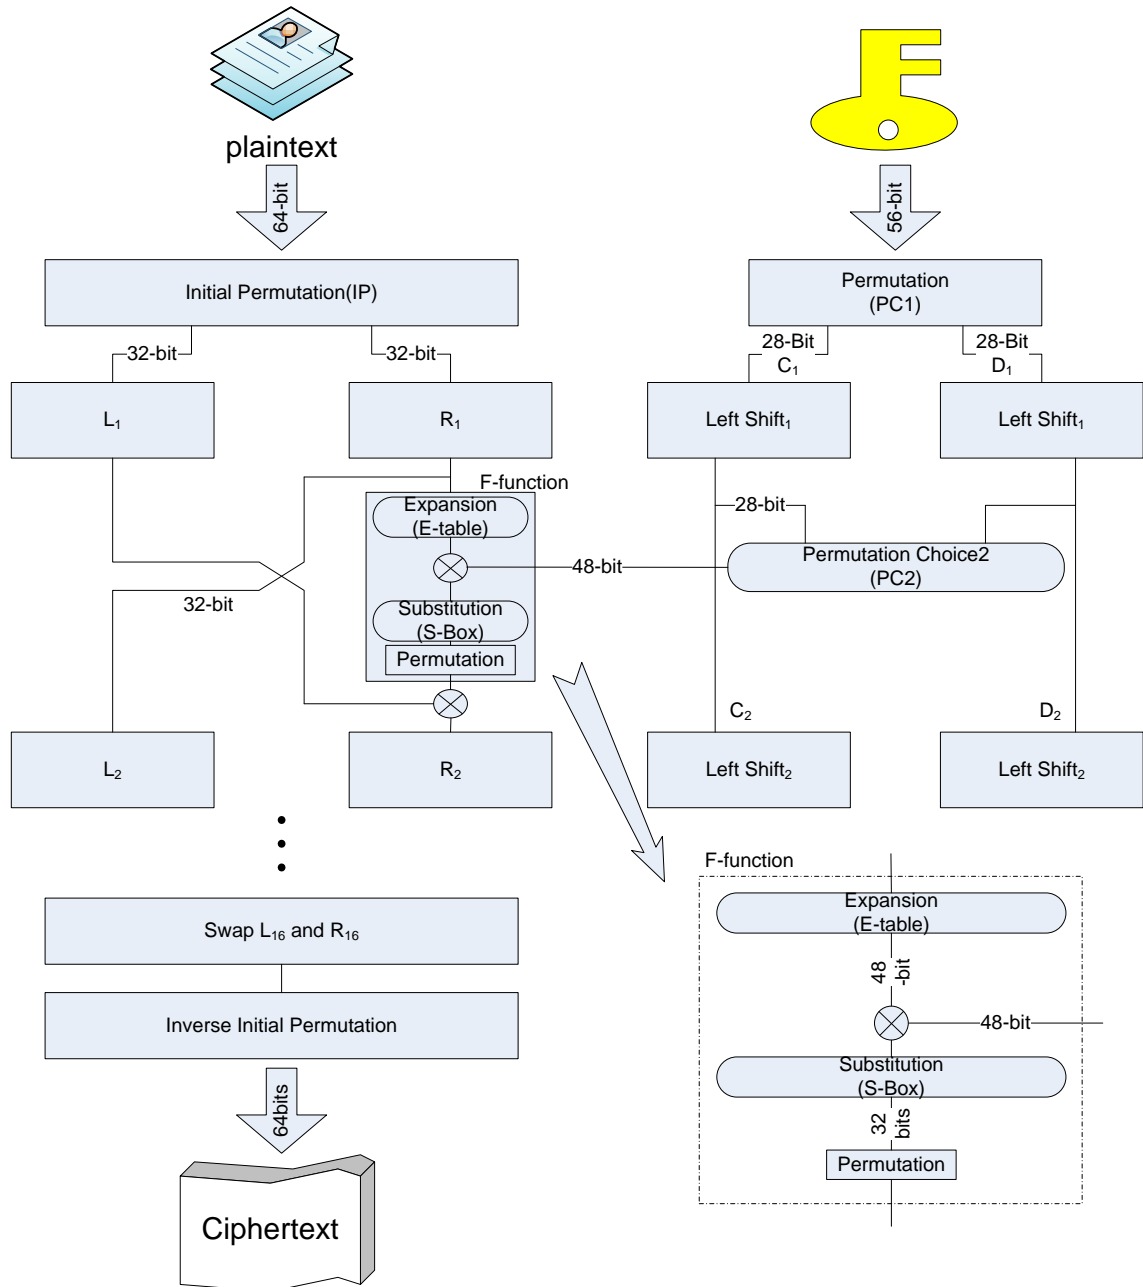 plaintext
64-bit
56-bit
Initial Permutation(IP)
Permutation
(PC1)
32-bit
32-bit
28-Bit
C1
28-Bit
D1
L1
R1
Left Shift1
Left Shift1
F-function
Expansion
(E-table)
28-bit
Permutation Choice2
(PC2)
48-bit
32-bit
Substitution
(S-Box)
Permutation
C2
D2
L2
R2
Left Shift2
Left Shift2
F-function
Expansion
(E-table)
48
-bit
48-bit
Substitution
(S-Box)
32
bits
Permutation
Swap L16 and R16
Inverse Initial Permutation
64bits
Ciphertext